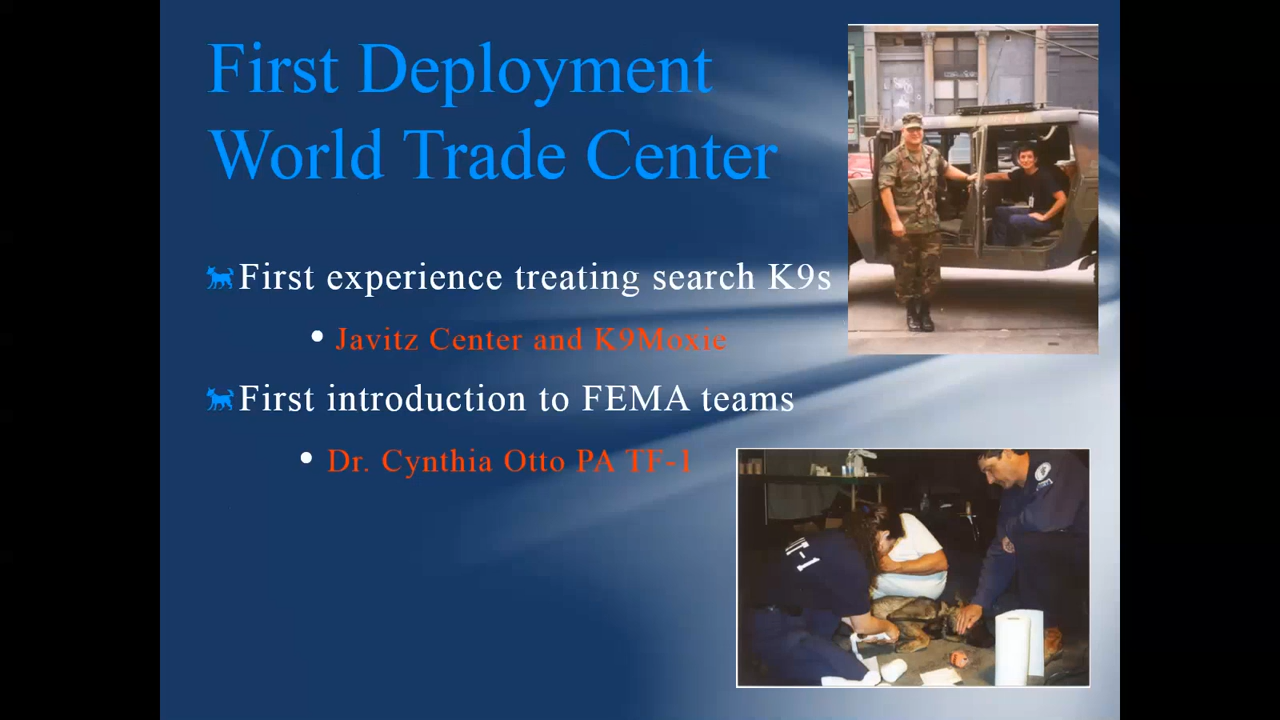 First Deployment
World Trade Center
First experience treating search K9s
Javitz Center and K9Moxie
First introduction to FEMA teams
Dr. Cynthia Otto PA TF-1